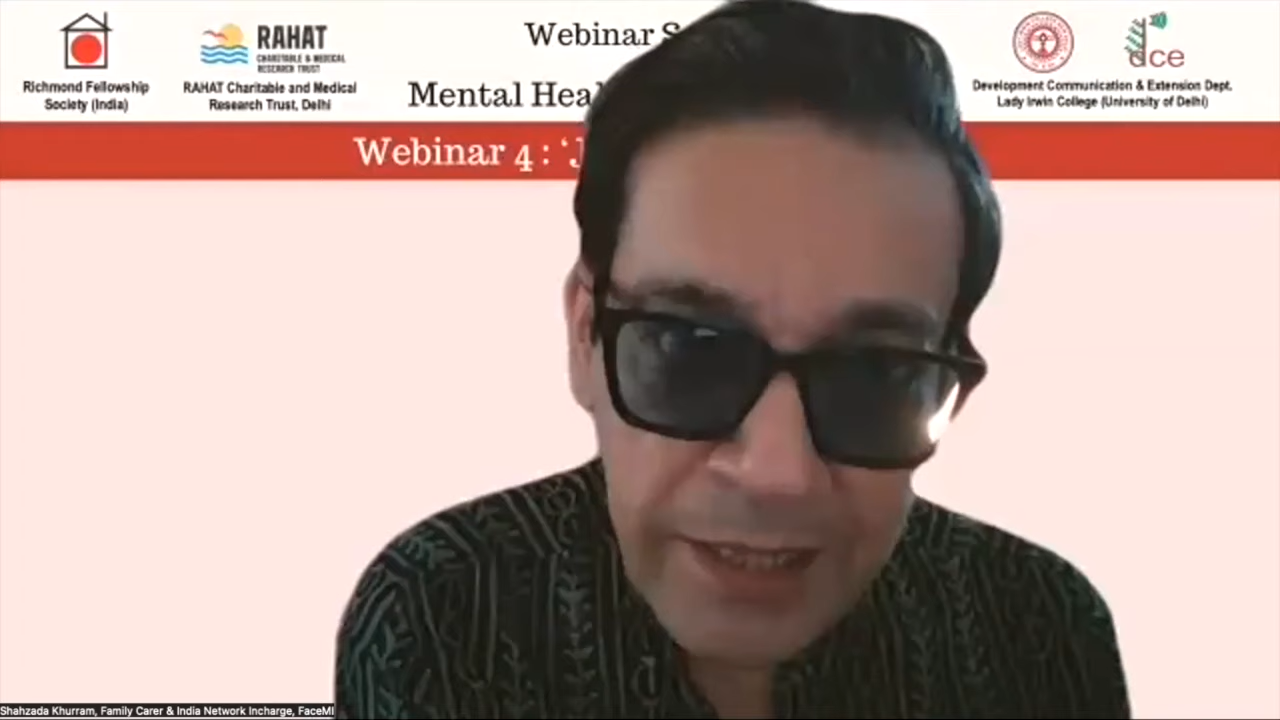 Webinar
Mental
Webinar 4 :
Richmond Fellowship
Society (India)
RAHAT
CHARITABLE & MEDICAL
RESEARCH TRUST
RAHAT Charitable and Medical
Research Trust, Delhi
dce
Development Communication & Extension Dept.
Lady Irwin College (University of Delhi)
Shahzada Khurram, Family Carer & India Network Incharge, FaceMI